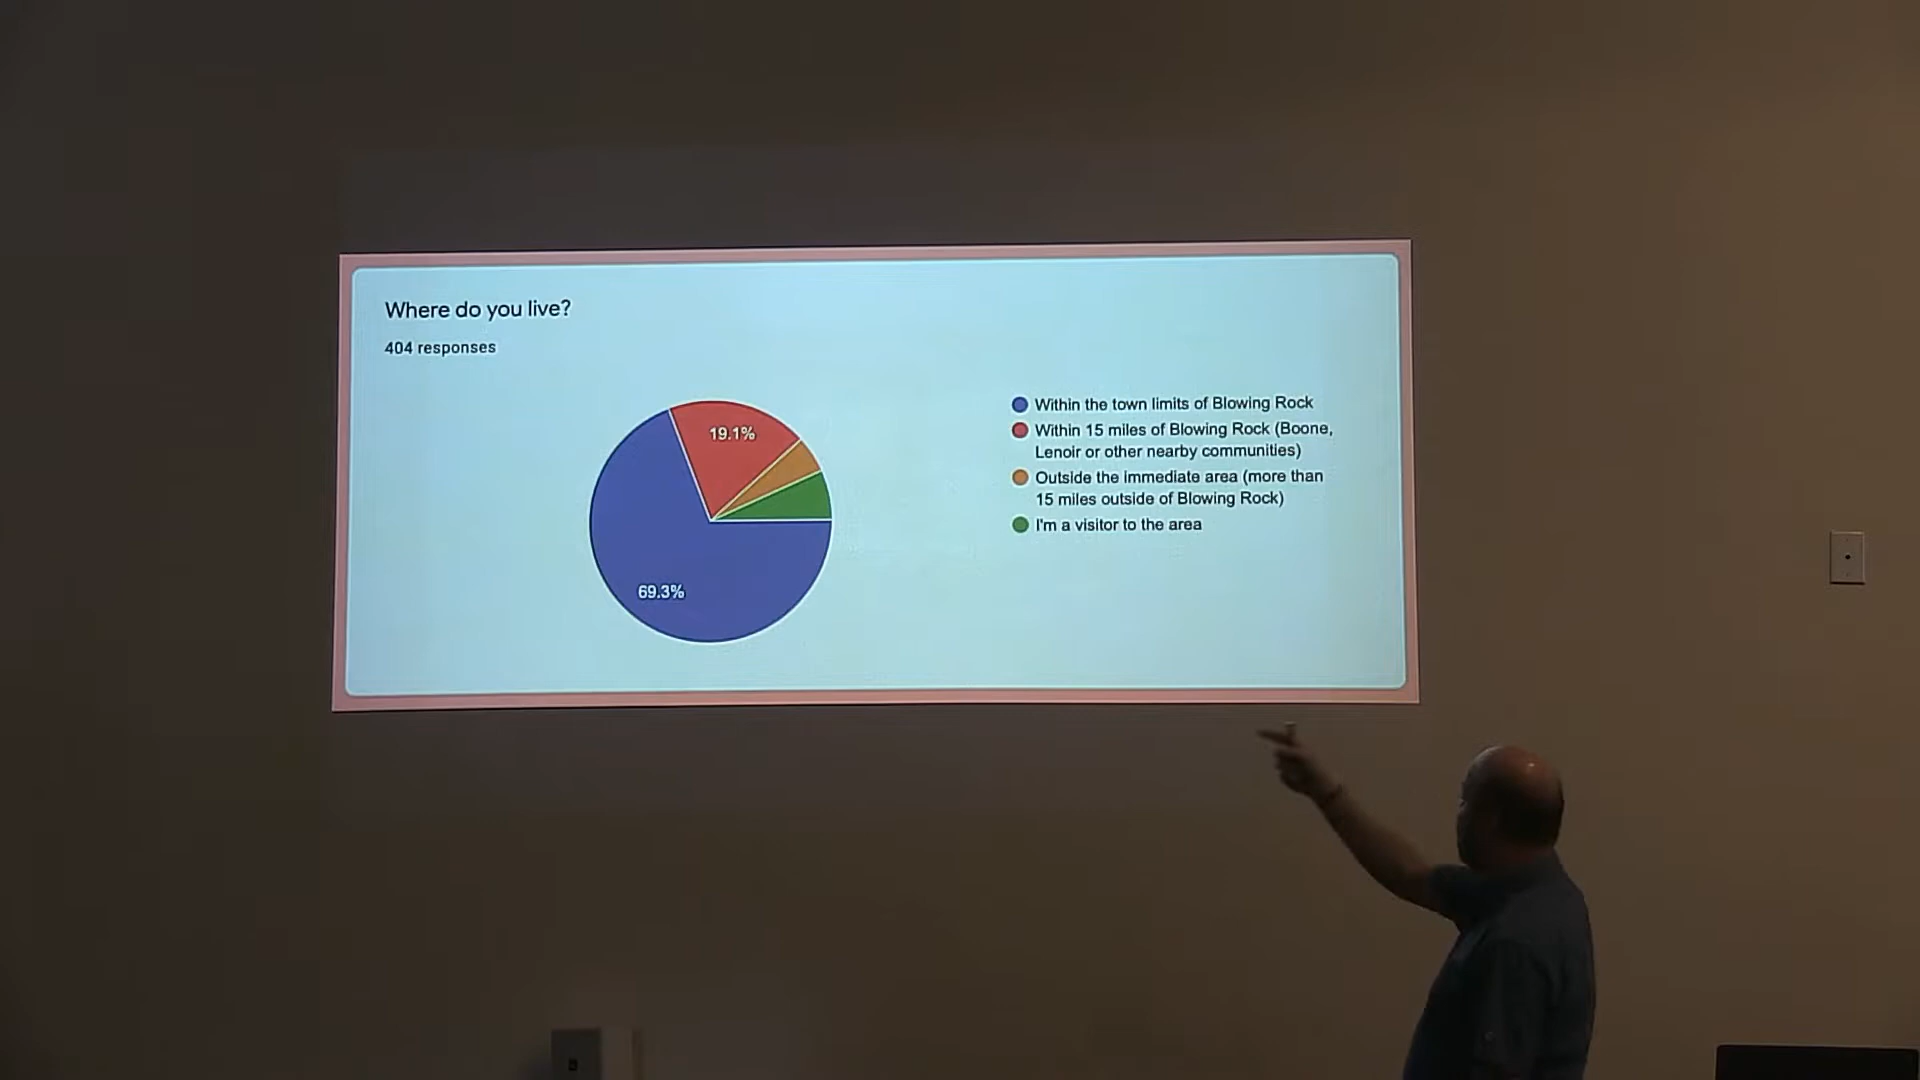 Where do you live?
404 responses
19.1%
69.3%
Within the town limits of Blowing Rock
Within 15 miles of Blowing Rock (Boone,
Lenoir or other nearby communities)
Outside the immediate area (more than
15 miles outside of Blowing Rock)
I'm a visitor to the area